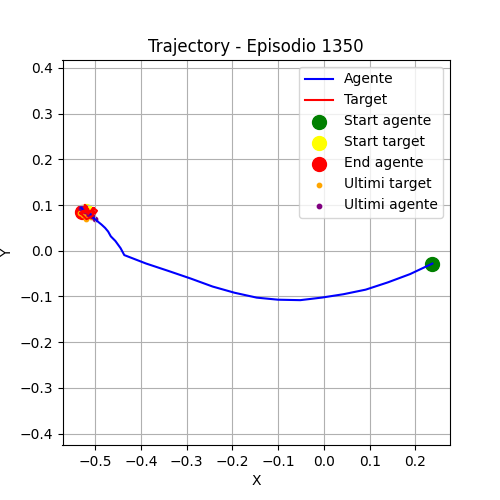 Trajectory - Episodio 1350
Agente
Target
Start agente
Start target
End agente
Ultimi target
Ultimi agente
Y
0.4
0.3
0.2
0.1
0.0
−0.1
−0.2
−0.3
−0.4
−0.5 −0.4 −0.3 −0.2 −0.1 0.0 0.1 0.2
X